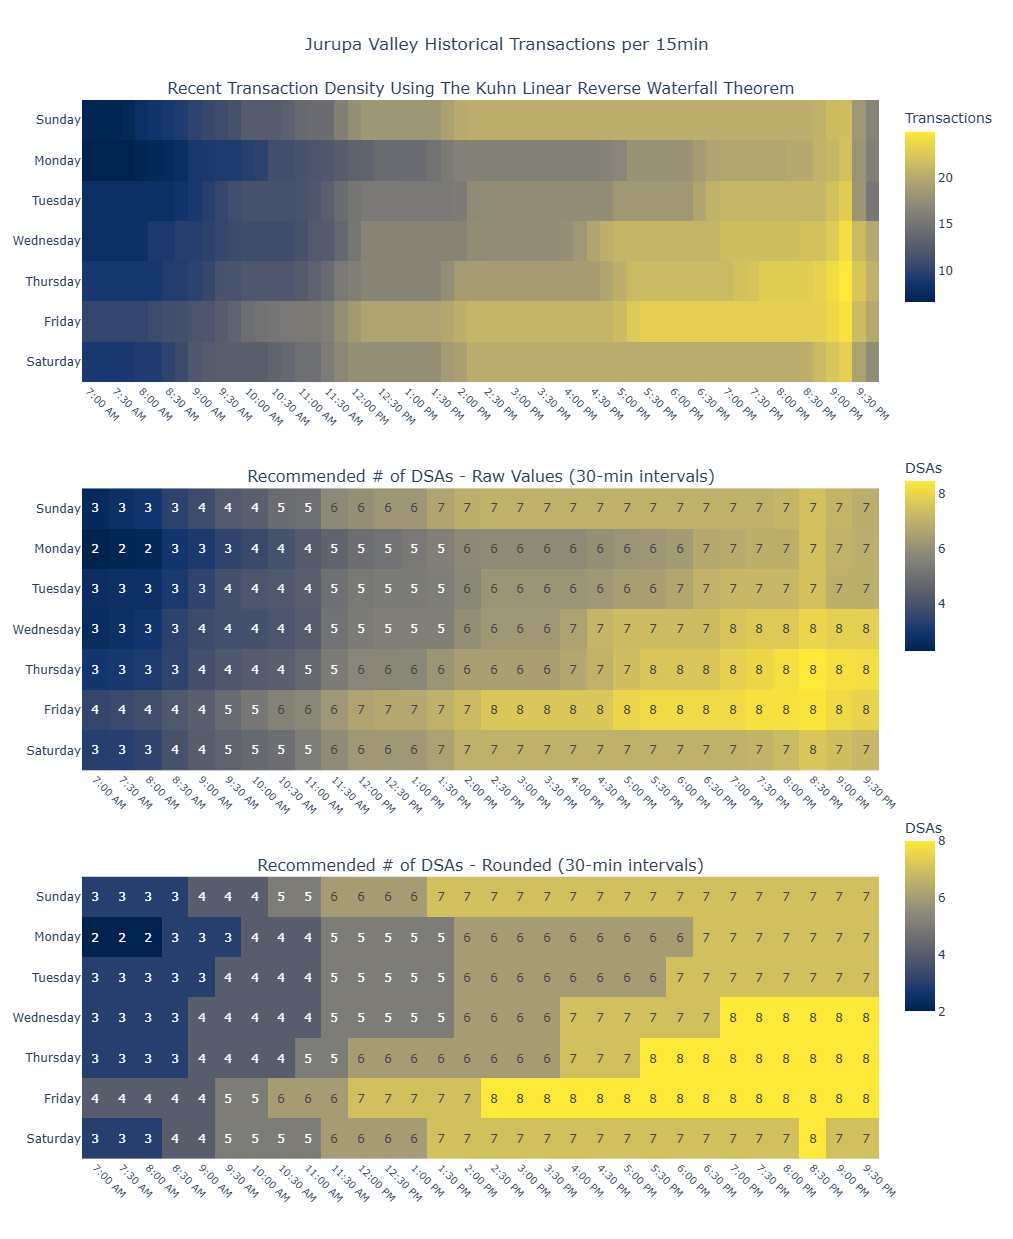 Jurupa Valley Historical Transactions per 15min
Recent Transaction Density Using The Kuhn Linear Reverse Waterfall Theorem
Transactions
20
15
10
Sunday
Monday
Tuesday
Wednesday
Thursday
Friday
Saturday
7:00 AM 7:30 AM 8:00 AM 8:30 AM 9:00 AM 9:30 AM 10:00 AM 10:30 AM 11:00 AM 11:30 AM 12:00 PM 12:30 PM 1:00 PM 1:30 PM 2:00 PM 2:30 PM 3:00 PM 3:30 PM 4:00 PM 4:30 PM 5:00 PM 5:30 PM 6:00 PM 6:30 PM 7:00 PM 7:30 PM 8:00 PM 8:30 PM 9:00 PM 9:30 PM
Recommended # of DSAs - Raw Values (30-min intervals)
DSAs
8
6
4
Sunday 3 3 3 3 4 4 4 5 5 6 6 6 6 7 7 7 7 7 7 7 7 7 7 7 7 7 7 7 7 7
Monday 2 2 2 3 3 3 4 4 4 5 5 5 5 5 6 6 6 6 6 6 6 6 6 7 7 7 7 7 7 7
Tuesday 3 3 3 3 3 4 4 4 4 5 5 5 5 5 6 6 6 6 6 6 6 6 7 7 7 7 7 7 7 7
Wednesday 3 3 3 3 4 4 4 4 4 5 5 5 5 5 6 6 6 6 7 7 7 7 7 7 8 8 8 8 8 8
Thursday 3 3 3 3 4 4 4 4 5 5 6 6 6 6 6 6 6 6 7 7 7 8 8 8 8 8 8 8 8 8
Friday 4 4 4 4 4 5 5 6 6 6 7 7 7 7 7 8 8 8 8 8 8 8 8 8 8 8 8 8 8 8
Saturday 3 3 3 4 4 5 5 5 5 6 6 6 6 7 7 7 7 7 7 7 7 7 7 7 7 7 7 8 7 7
7:00 AM 7:30 AM 8:00 AM 8:30 AM 9:00 AM 9:30 AM 10:00 AM 10:30 AM 11:00 AM 11:30 AM 12:00 PM 12:30 PM 1:00 PM 1:30 PM 2:00 PM 2:30 PM 3:00 PM 3:30 PM 4:00 PM 4:30 PM 5:00 PM 5:30 PM 6:00 PM 6:30 PM 7:00 PM 7:30 PM 8:00 PM 8:30 PM 9:00 PM 9:30 PM
Recommended # of DSAs - Rounded (30-min intervals)
DSAs
8
6
4
2
Sunday 3 3 3 3 4 4 4 5 5 6 6 6 6 7 7 7 7 7 7 7 7 7 7 7 7 7 7 7 7 7
Monday 2 2 2 3 3 3 4 4 4 5 5 5 5 5 6 6 6 6 6 6 6 6 6 7 7 7 7 7 7 7
Tuesday 3 3 3 3 3 4 4 4 4 5 5 5 5 5 6 6 6 6 6 6 6 6 7 7 7 7 7 7 7 7
Wednesday 3 3 3 3 4 4 4 4 4 5 5 5 5 5 6 6 6 6 7 7 7 7 7 7 8 8 8 8 8 8
Thursday 3 3 3 3 4 4 4 4 5 5 6 6 6 6 6 6 6 6 7 7 7 8 8 8 8 8 8 8 8 8
Friday 4 4 4 4 4 5 5 6 6 6 7 7 7 7 7 8 8 8 8 8 8 8 8 8 8 8 8 8 8 8
Saturday 3 3 3 4 4 5 5 5 5 6 6 6 6 7 7 7 7 7 7 7 7 7 7 7 7 7 7 8 7 7
7:00 AM 7:30 AM 8:00 AM 8:30 AM 9:00 AM 9:30 AM 10:00 AM 10:30 AM 11:00 AM 11:30 AM 12:00 PM 12:30 PM 1:00 PM 1:30 PM 2:00 PM 2:30 PM 3:00 PM 3:30 PM 4:00 PM 4:30 PM 5:00 PM 5:30 PM 6:00 PM 6:30 PM 7:00 PM 7:30 PM 8:00 PM 8:30 PM 9:00 PM 9:30 PM